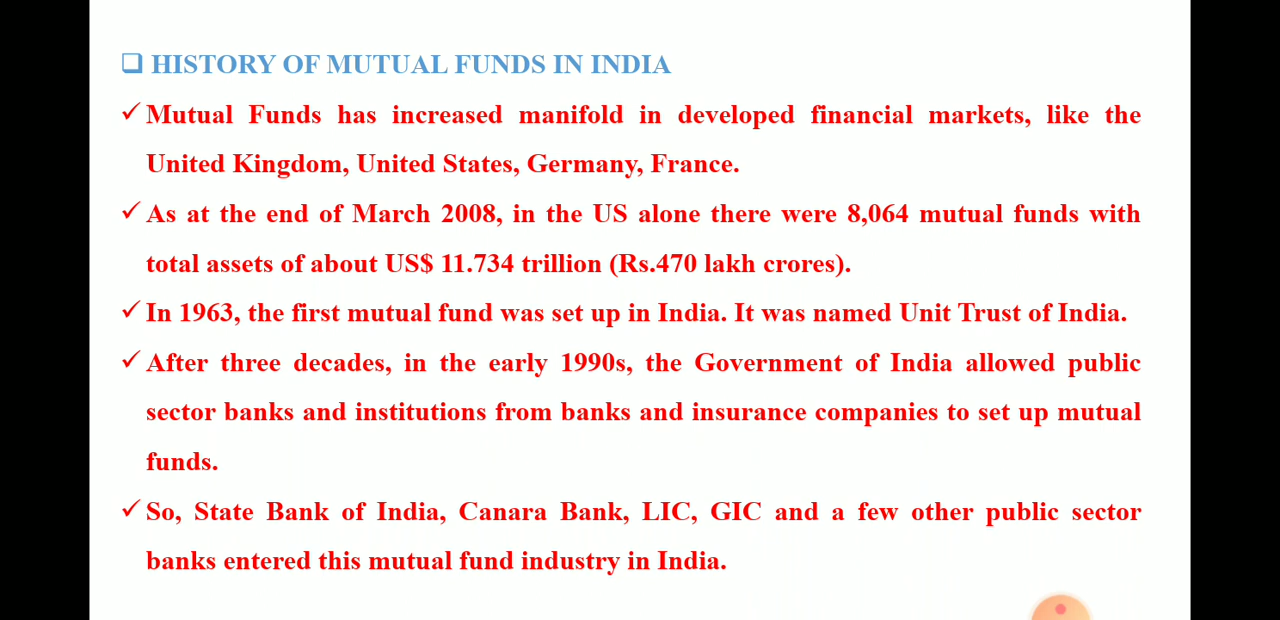 ❑ HISTORY OF MUTUAL FUNDS IN INDIA
✓ Mutual Funds has increased manifold in developed financial markets, like the
United Kingdom, United States, Germany, France.
✓ As at the end of March 2008, in the US alone there were 8,064 mutual funds with
total assets of about US$ 11.734 trillion (Rs.470 lakh crores).
✓ In 1963, the first mutual fund was set up in India. It was named Unit Trust of India.
✓ After three decades, in the early 1990s, the Government of India allowed public
sector banks and institutions from banks and insurance companies to set up mutual
funds.
✓ So, State Bank of India, Canara Bank, LIC, GIC and a few other public sector
banks entered this mutual fund industry in India.